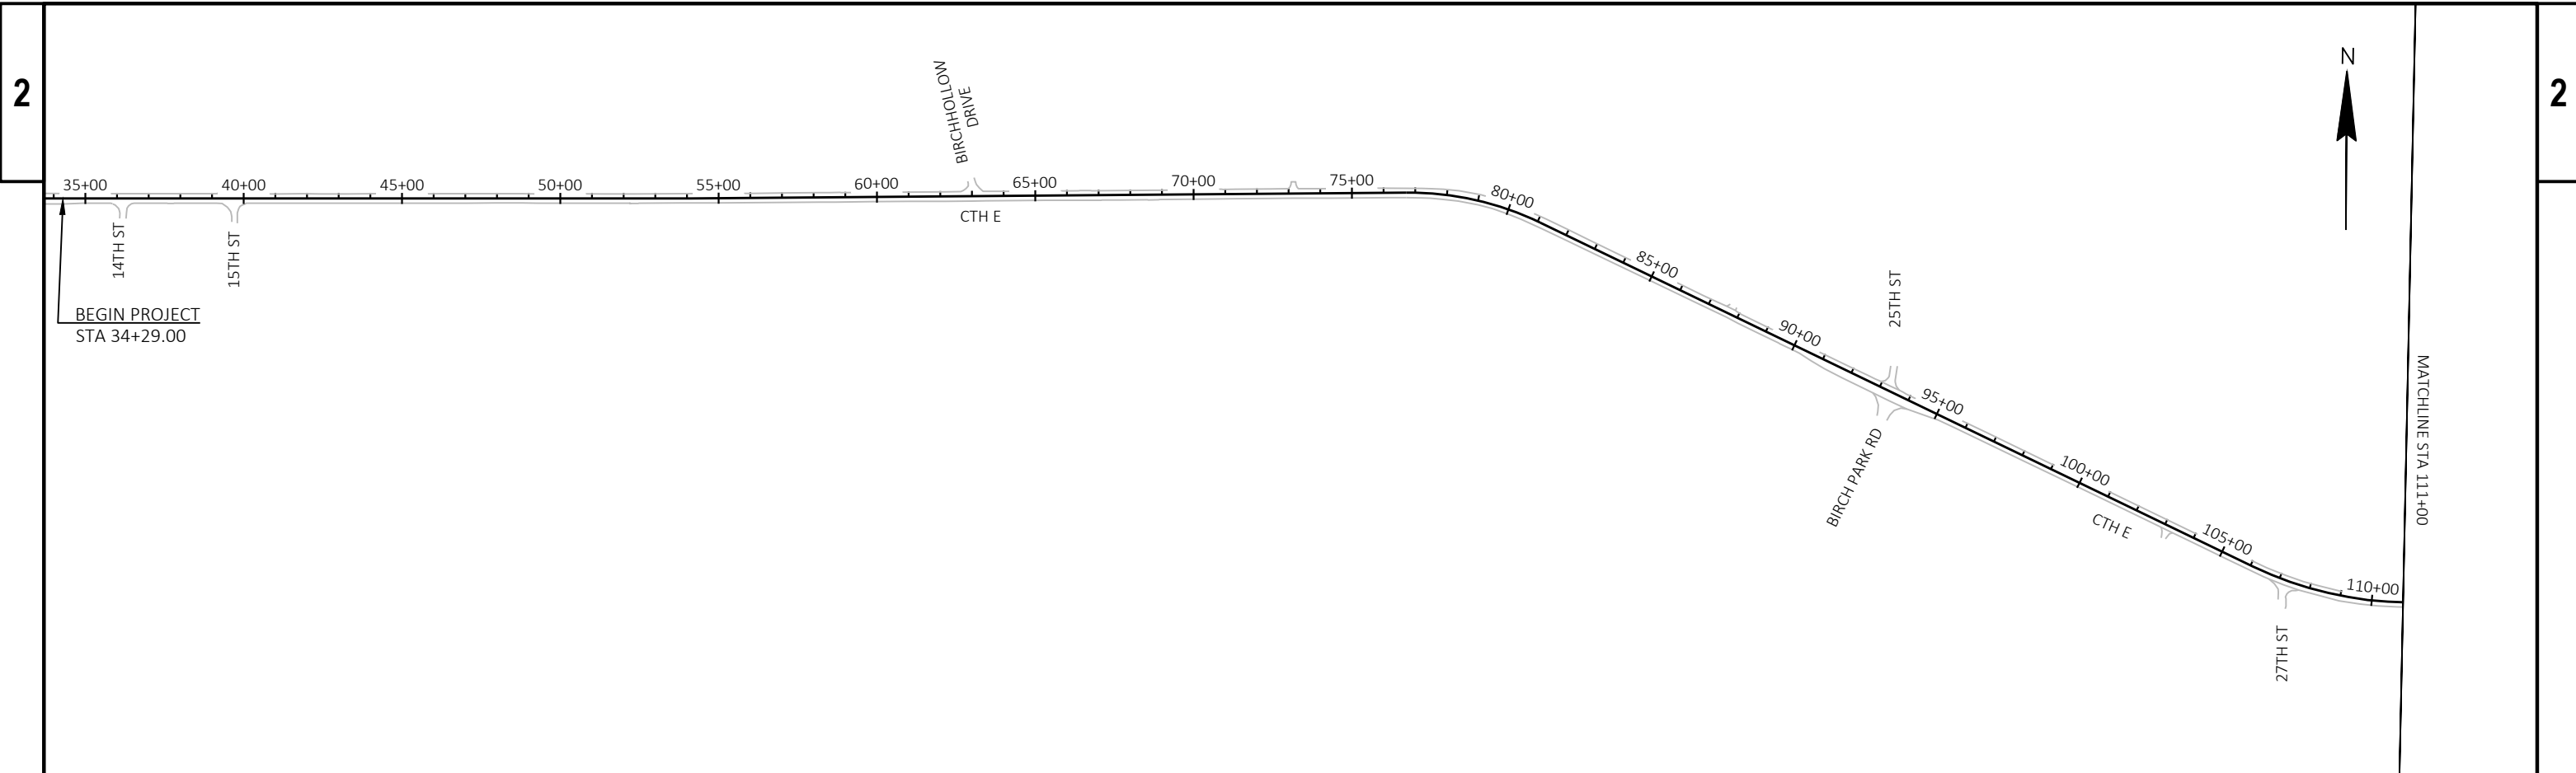 2
2
N
BIRCHHOLLOW
DRIVE
35+00
40+00
45+00
50+00
55+00
60+00
65+00
70+00
75+00
80+00
85+00
90+00
95+00
100+00
105+00
110+00
CTH E
14TH ST
15TH ST
BEGIN PROJECT
STA 34+29.00
25TH ST
BIRCH PARK RD
CTH E
27TH ST
MATCHLINE STA 111+00